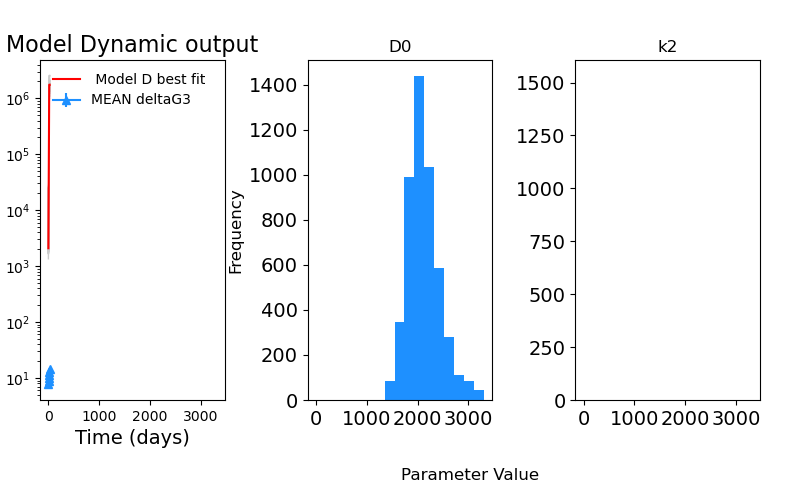 Model Dynamic output
D0
k2
Model D best fit
MEAN deltaG3
10^6
10^5
10^4
10^3
10^2
10^1
0 1000 2000 3000
Time (days)
Frequency
1400
1200
1000
800
600
400
200
0
0 1000 2000 3000
1500
1250
1000
750
500
250
0
0 1000 2000 3000
Parameter Value